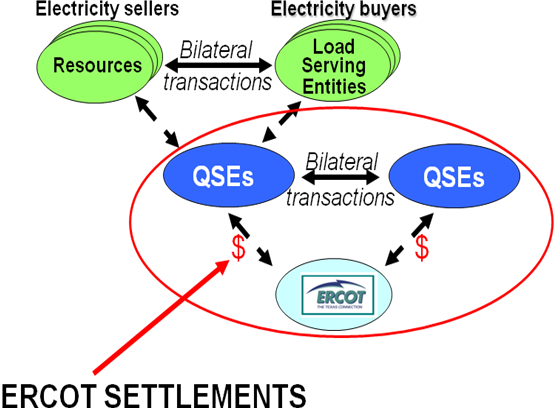 Electricity sellers
Electricity buyers
Resources
Bilateral
transactions
Load
Serving
Entities
QSEs
Bilateral
transactions
QSEs
$
$
ERCOT
THE TEXAS CONNECTION
ERCOT SETTLEMENTS